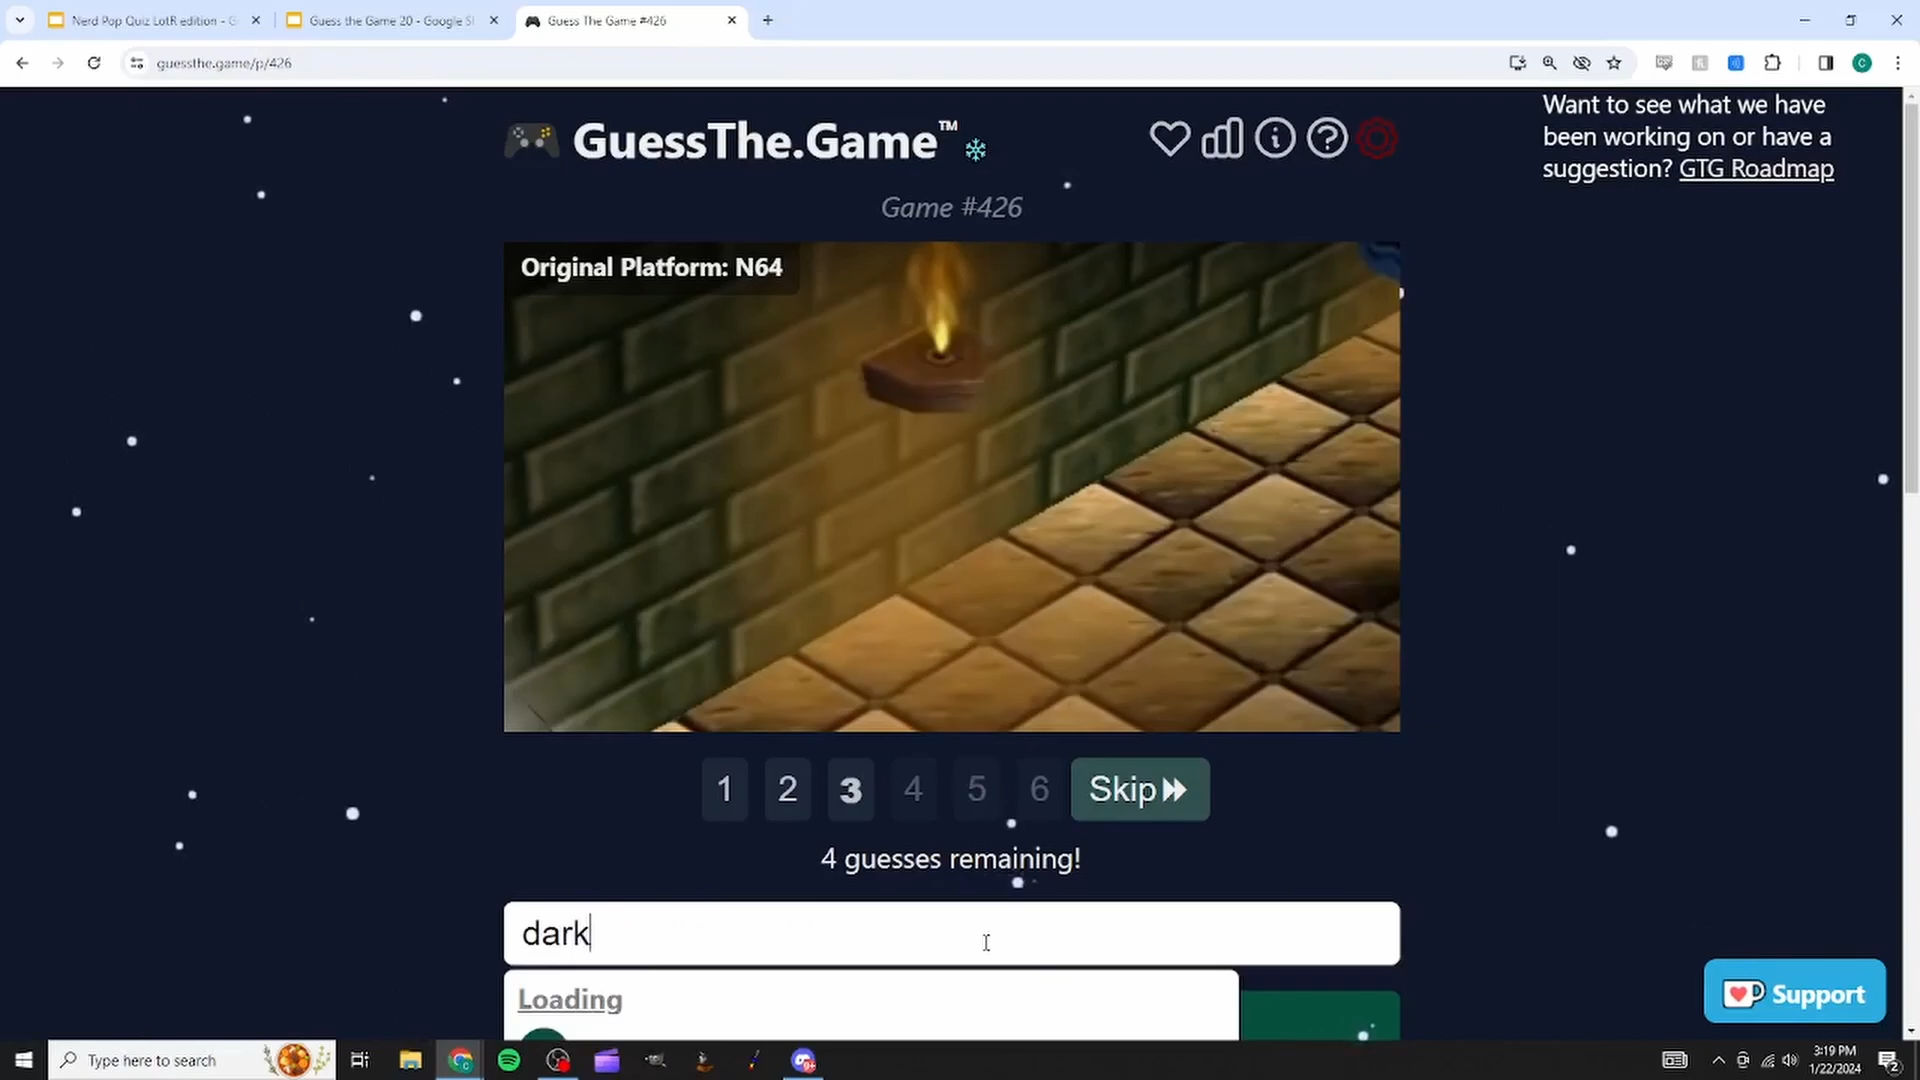 Nerd Pop Quiz LotR edition - G
Guess the Game 20 - Google Sl
Guess The Game #426
guessthe.game/p/426
Want to see what we have
been working on or have a
suggestion? GTG Roadmap
GuessThe.Game™
Game #426
Original Platform: N64
1 2 3 4 5 6 Skip
4 guesses remaining!
dark
Loading
Support
Type here to search
3:19 PM
1/22/2024